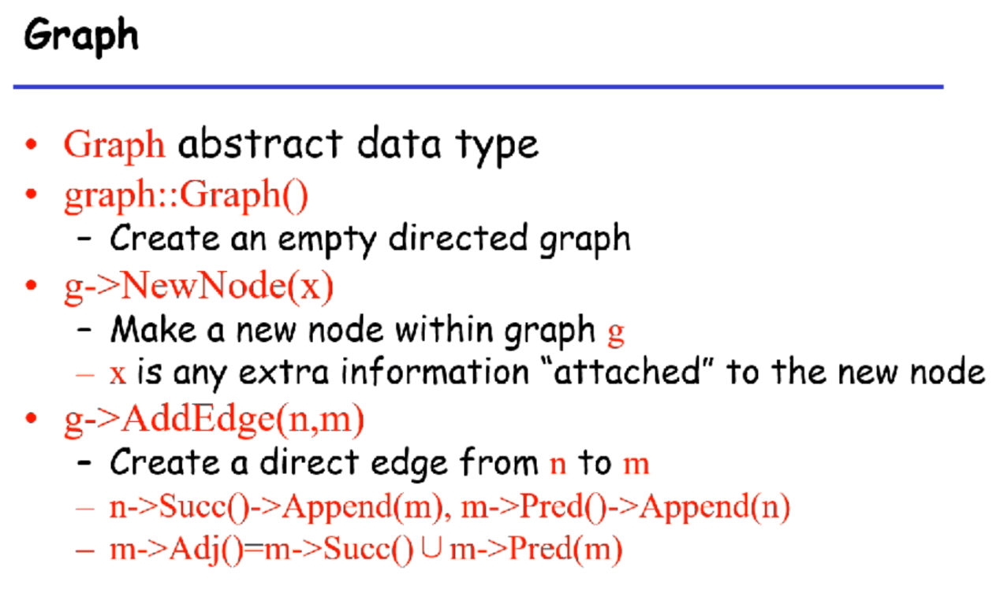 Graph
• Graph abstract data type
• graph::Graph()
– Create an empty directed graph
• g->NewNode(x)
– Make a new node within graph g
– x is any extra information “attached” to the new node
• g->AddEdge(n,m)
– Create a direct edge from n to m
– n->Succ()->Append(m), m->Pred()->Append(n)
– m->Adj()=m->Succ() ∪ m->Pred(m)